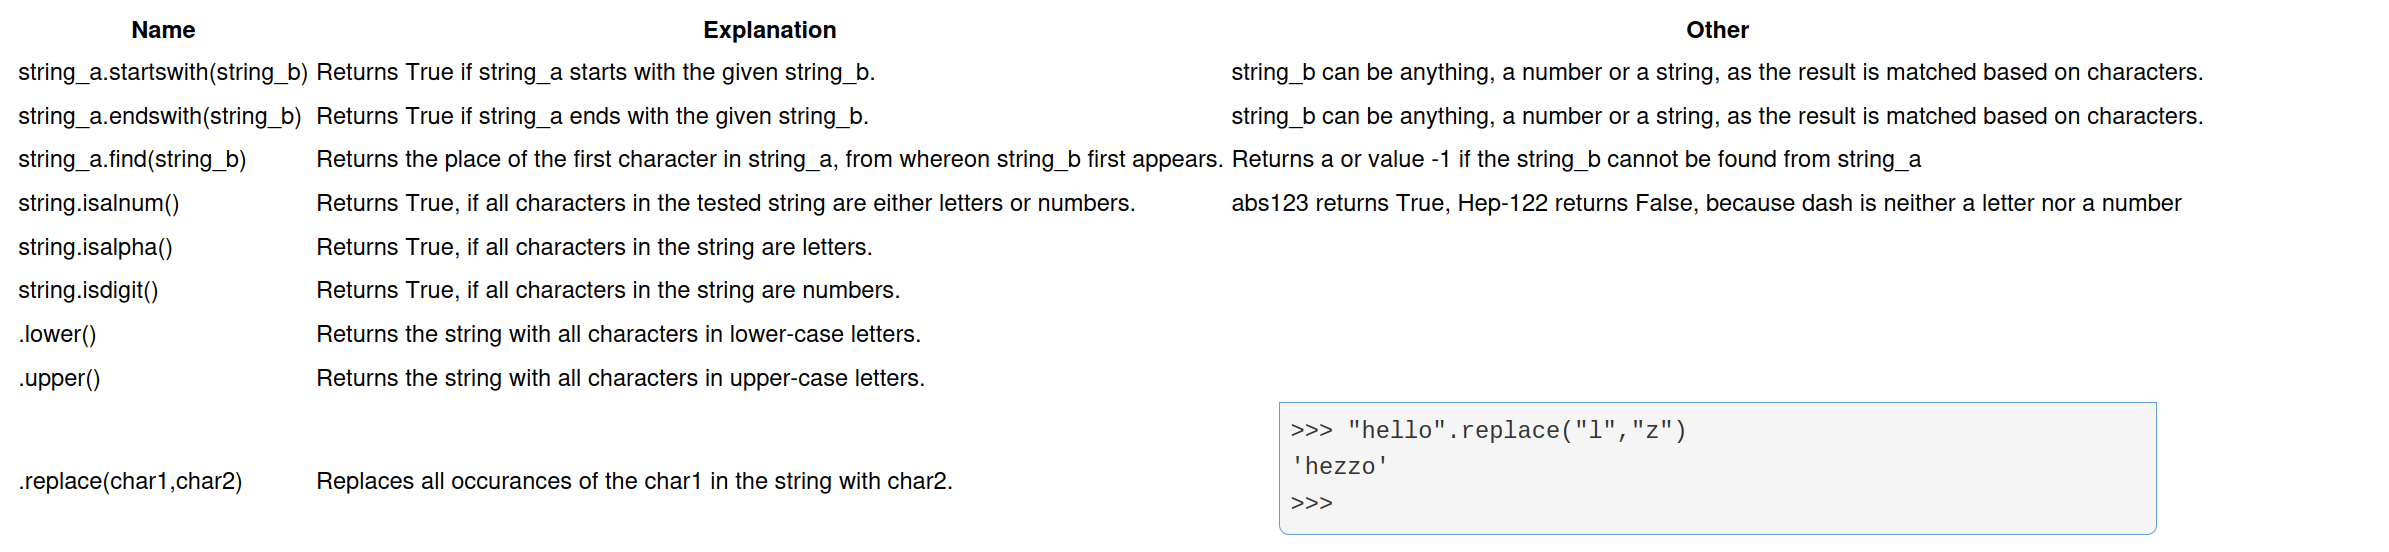 Name Explanation Other
string_a.startswith(string_b) Returns True if string_a starts with the given string_b. string_b can be anything, a number or a string, as the result is matched based on characters.
string_a.endswith(string_b) Returns True if string_a ends with the given string_b. string_b can be anything, a number or a string, as the result is matched based on characters.
string_a.find(string_b) Returns the place of the first character in string_a, from whereon string_b first appears. Returns a or value -1 if the string_b cannot be found from string_a
string.isalnum() Returns True, if all characters in the tested string are either letters or numbers. abs123 returns True, Hep-122 returns False, because dash is neither a letter nor a number
string.isalpha() Returns True, if all characters in the string are letters.
string.isdigit() Returns True, if all characters in the string are numbers.
.lower() Returns the string with all characters in lower-case letters.
.upper() Returns the string with all characters in upper-case letters.
.replace(char1,char2) Replaces all occurances of the char1 in the string with char2.
>>> "hello".replace("l","z")
'hezzo'
>>>